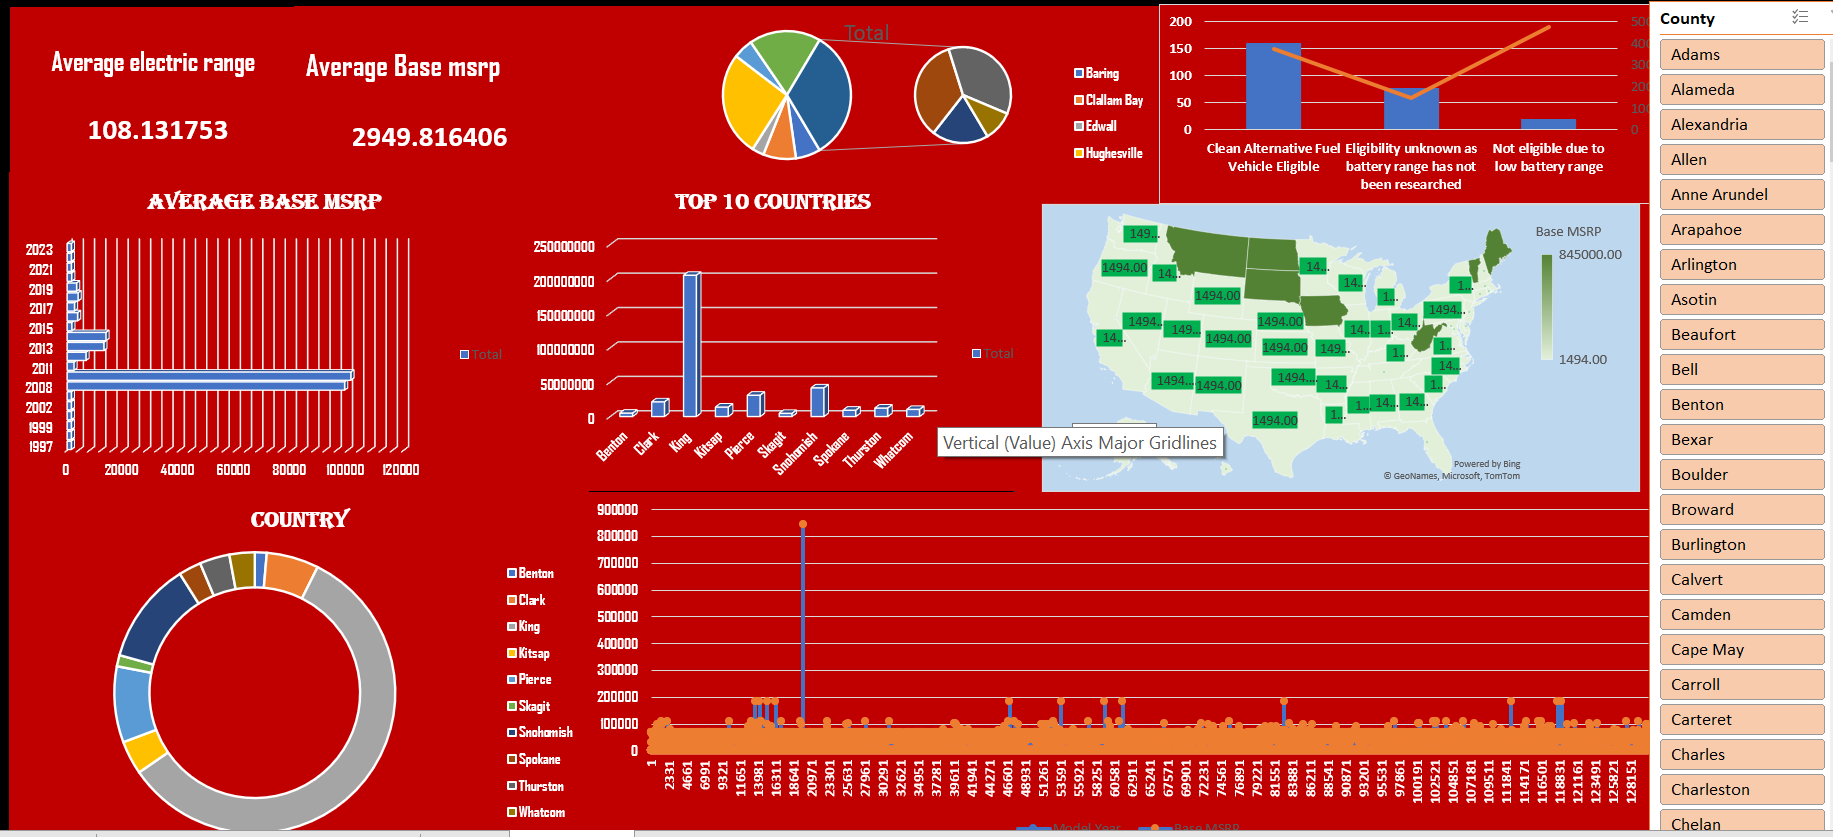 Average electric range
108.131753
Average Base msrp
2949.816406
Total
Baring
Clallam Bay
Edwall
Hughesville
200
150
100
50
0
Clean Alternative Fuel
Vehicle Eligible
Eligibility unknown as
battery range has not
been researched
Not eligible due to
low battery range
County
Adams
Alameda
Alexandria
Allen
Anne Arundel
Arapahoe
Arlington
Asotin
Beaufort
Bell
Benton
Bexar
Boulder
Broward
Burlington
Calvert
Camden
Cape May
Carroll
Carteret
Charles
Charleston
Chelan
AVERAGE BASE MSRP
2023
2021
2019
2017
2015
2013
2011
2008
2002
1999
1997
0 20000 40000 60000 80000 100000 120000
Total
TOP 10 COUNTRIES
250000000
200000000
150000000
100000000
50000000
0
Benton
Clark
King
Kitsap
Pierce
Skagit
Snohomish
Spokane
Thurston
Whatcom
Total
Vertical (Value) Axis Major Gridlines
149...
1494.00
14...
1494.00
14...
14...
1...
1...
1494...
14...
1494...
149...
1494.00
1494.00
1494.00
149...
14...
1...
14...
1...
1...
14...
1494...
1494.00
1494...
14...
1...
1494.00
1...
1...
14...
14...
Base MSRP
845000.00
1494.00
Powered by Bing
© GeoNames, Microsoft, TomTom
COUNTRY
Benton
Clark
King
Kitsap
Pierce
Skagit
Snohomish
Spokane
Thurston
Whatcom
900000
800000
700000
600000
500000
400000
300000
200000
100000
0
1 2331 4661 6991 9321 11651 13981 16311 18641 20971 23301 25631 27961 30291 32621 34951 37281 39611 41941 44271 46601 48931 51261 53591 55921 58251 60581 62911 65241 67571 69901 72231 74561 76891 79221 81551 83881 86211 88541 90871 93201 95531 97861 100191 102521 104851 107181 109511 111841 114171 116501 118831 121161 123491 125821 128151
Model Year Base MSRP